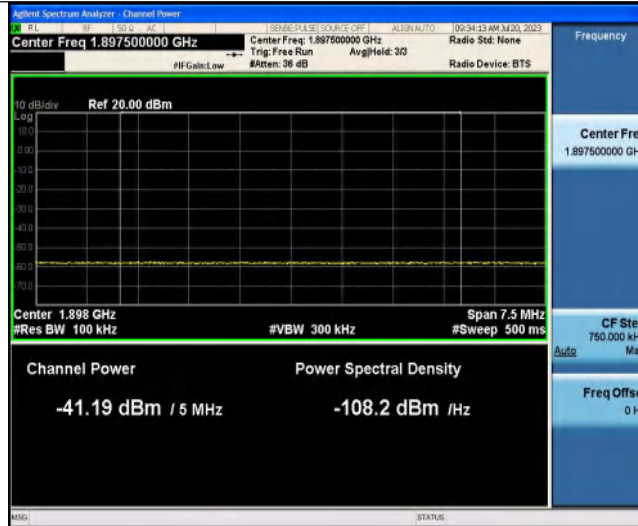 Agilent Spectrum Analyzer - Channel Power
RL RF 50 Ω AC SENSE:PULSE SOURCE OFF ALIGN AUTO 09:34:13 AM Jul 20, 2023
Center Freq 1.897500000 GHz
Center Freq: 1.897500000 GHz
Radio Std: None
Trig: Free Run Avg|Hold: 3/3
#IFGain:Low
#Atten: 36 dB
Radio Device: BTS
Frequency
10 dB/div Ref 20.00 dBm
Log
10.0
0.00
-10.0
-20.0
-30.0
-40.0
-50.0
-60.0
-70.0
Center Fre
1.897500000 GH
Center 1.898 GHz
Span 7.5 MHz
#Res BW 100 kHz
#VBW 300 kHz
#Sweep 500 ms
CF Ste
750.000 kH
Auto Ma
Channel Power
Power Spectral Density
-41.19 dBm / 5 MHz
-108.2 dBm /Hz
Freq Offse
0 H
MSG
STATUS